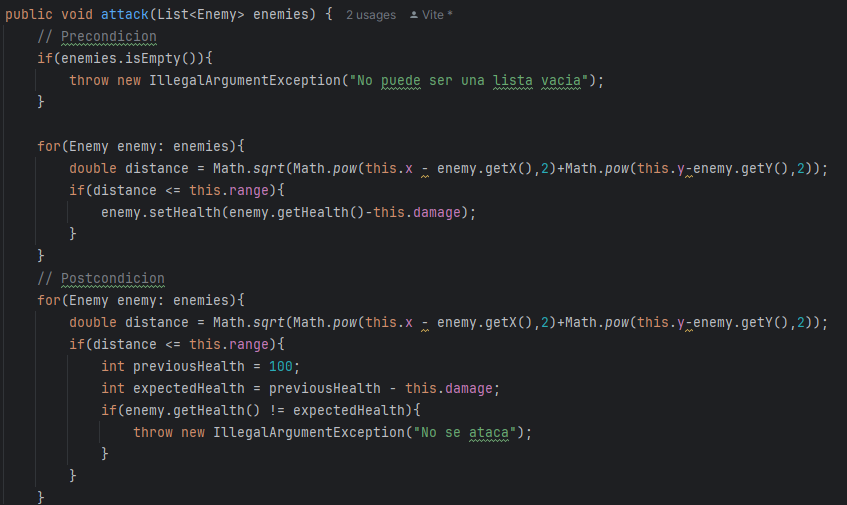 public void attack(List<Enemy> enemies) { 2 usages Vite *
// Precondicion
if(enemies.isEmpty()){
throw new IllegalArgumentException("No puede ser una lista vacia");
}
for(Enemy enemy: enemies){
double distance = Math.sqrt(Math.pow(this.x - enemy.getX(),2)+Math.pow(this.y-enemy.getY(),2));
if(distance <= this.range){
enemy.setHealth(enemy.getHealth()-this.damage);
}
}
// Postcondicion
for(Enemy enemy: enemies){
double distance = Math.sqrt(Math.pow(this.x - enemy.getX(),2)+Math.pow(this.y-enemy.getY(),2));
if(distance <= this.range){
int previousHealth = 100;
int expectedHealth = previousHealth - this.damage;
if(enemy.getHealth() != expectedHealth){
throw new IllegalArgumentException("No se ataca");
}
}
}